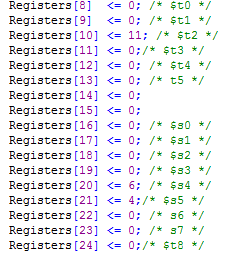 Registers[8] <= 0; /* $t0 */
Registers[9] <= 0; /* $t1 */
Registers[10] <= 11; /* $t2 */
Registers[11] <= 0;/* $t3 */
Registers[12] <= 0; /* $t4 */
Registers[13] <= 0; /* t5 */
Registers[14] <= 0;
Registers[15] <= 0;
Registers[16] <= 0; /* $s0 */
Registers[17] <= 0; /* $s1 */
Registers[18] <= 0; /* $s2 */
Registers[19] <= 0; /* $s3 */
Registers[20] <= 6; /* $s4 */
Registers[21] <= 4;/* $s5 */
Registers[22] <= 0; /* s6 */
Registers[23] <= 0; /* s7 */
Registers[24] <= 0;/* $t8 */